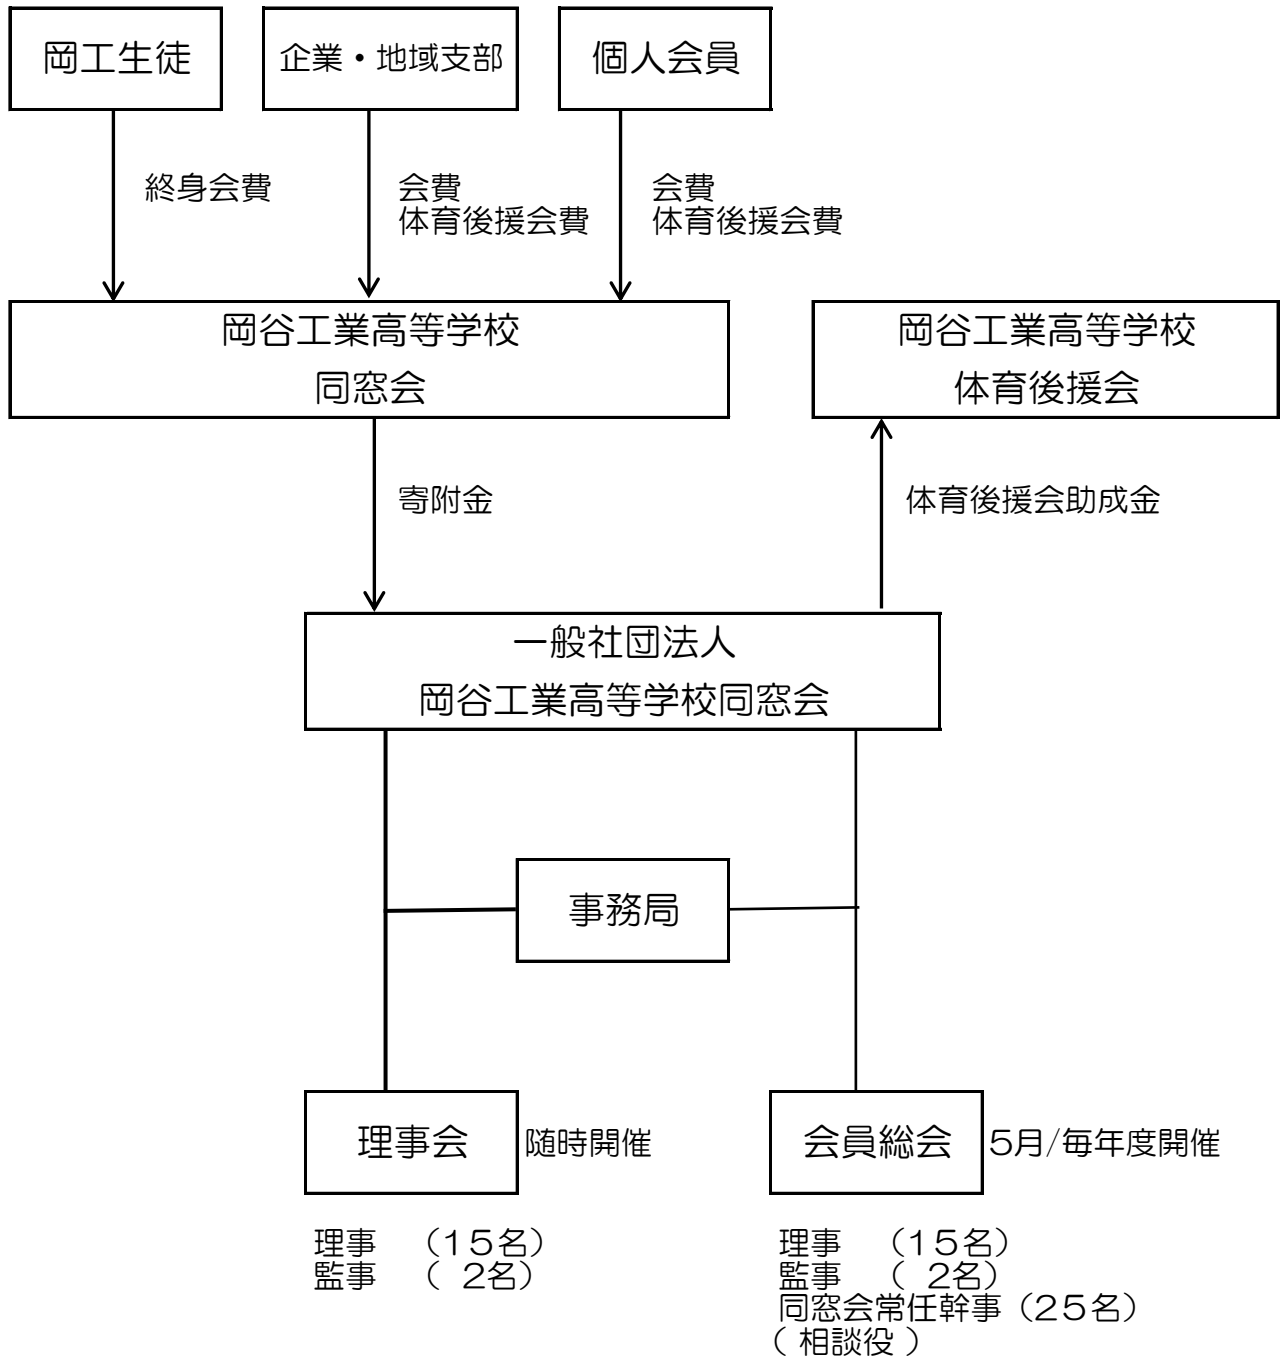 岡工生徒
企業・地域支部
個人会員
終身会費
会費
体育後援会費
会費
体育後援会費
岡谷工業高等学校
同窓会
岡谷工業高等学校
体育後援会
寄附金
体育後援会助成金
一般社団法人
岡谷工業高等学校同窓会
事務局
理事会
随時開催
会員総会
5月/毎年度開催
理事　（15名）
監事　（ 2名）
理事　（15名）
監事　（ 2名）
同窓会常任幹事（25名）
（ 相談役 ）